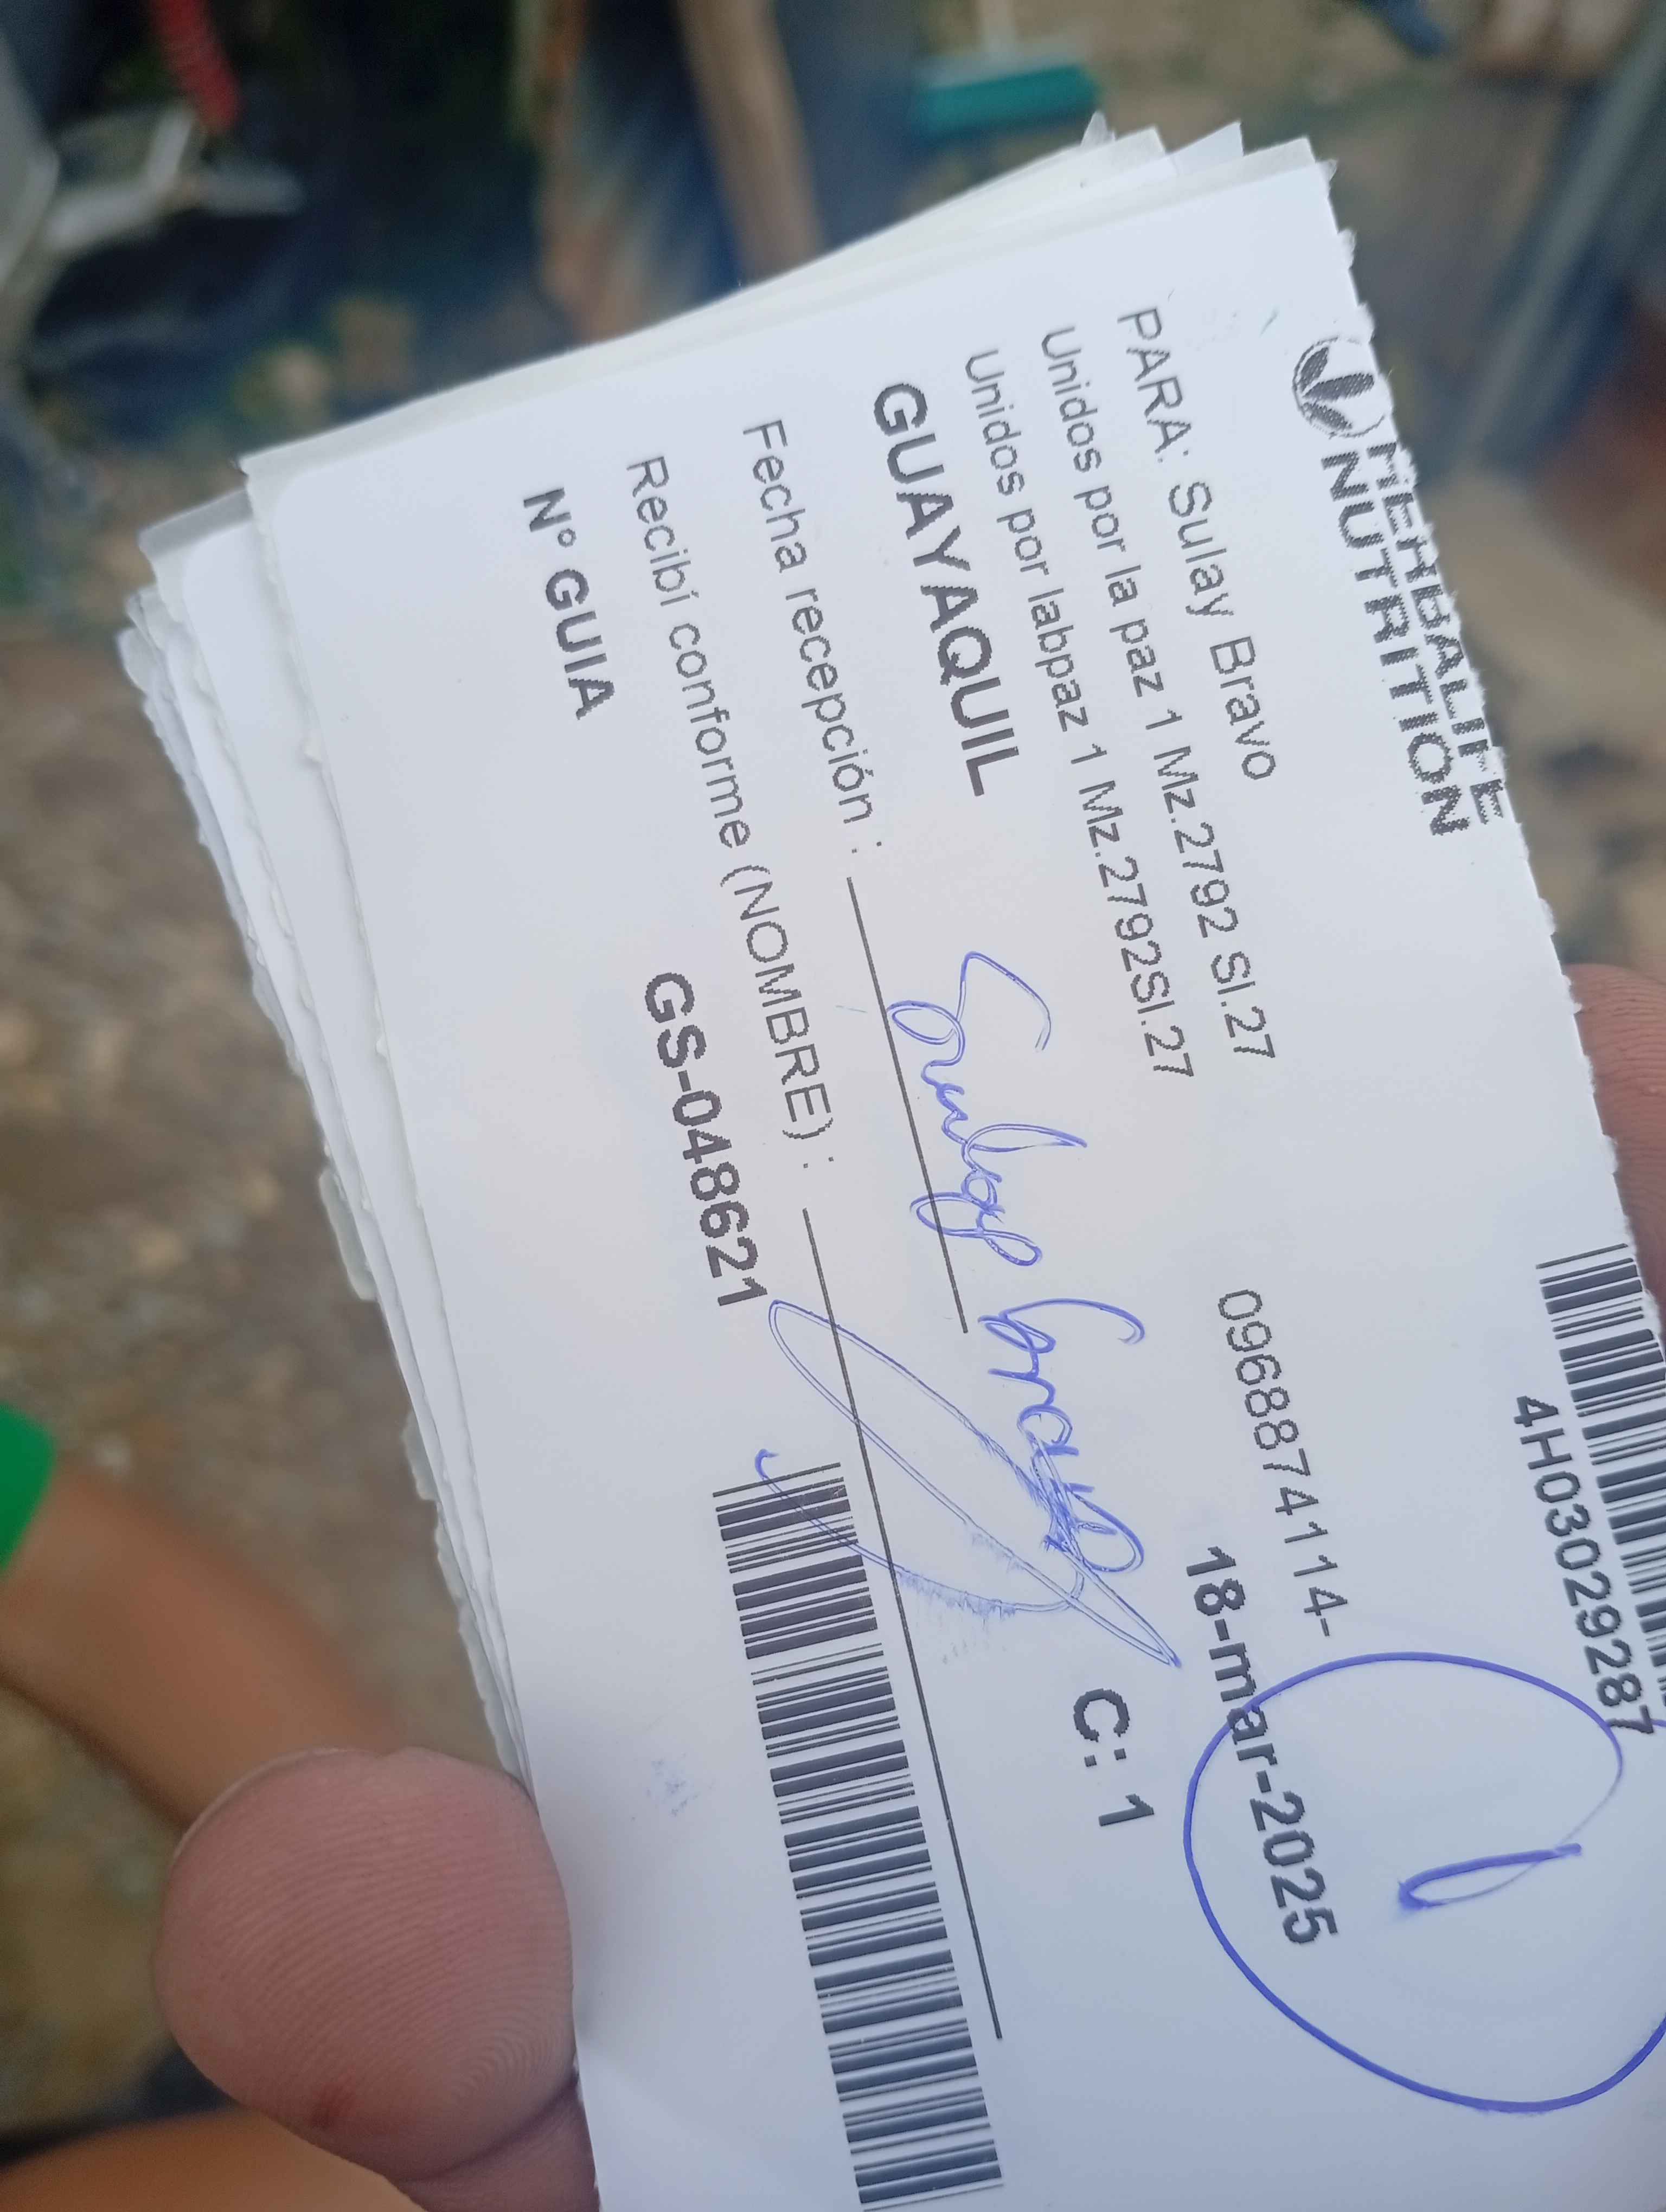 HERBALIFE
NUTRITION
4H03029287
PARA: Sulay Bravo
0968874114-
Unidos por la paz 1 Mz.2792 Sl.27
18-mar-2025
Unidos por labpaz 1 Mz.2792Sl.27
GUAYAQUIL
C: 1
Fecha recepción :
Sulay Bravo
Recibí conforme (NOMBRE) :
N° GUIA
GS-048621